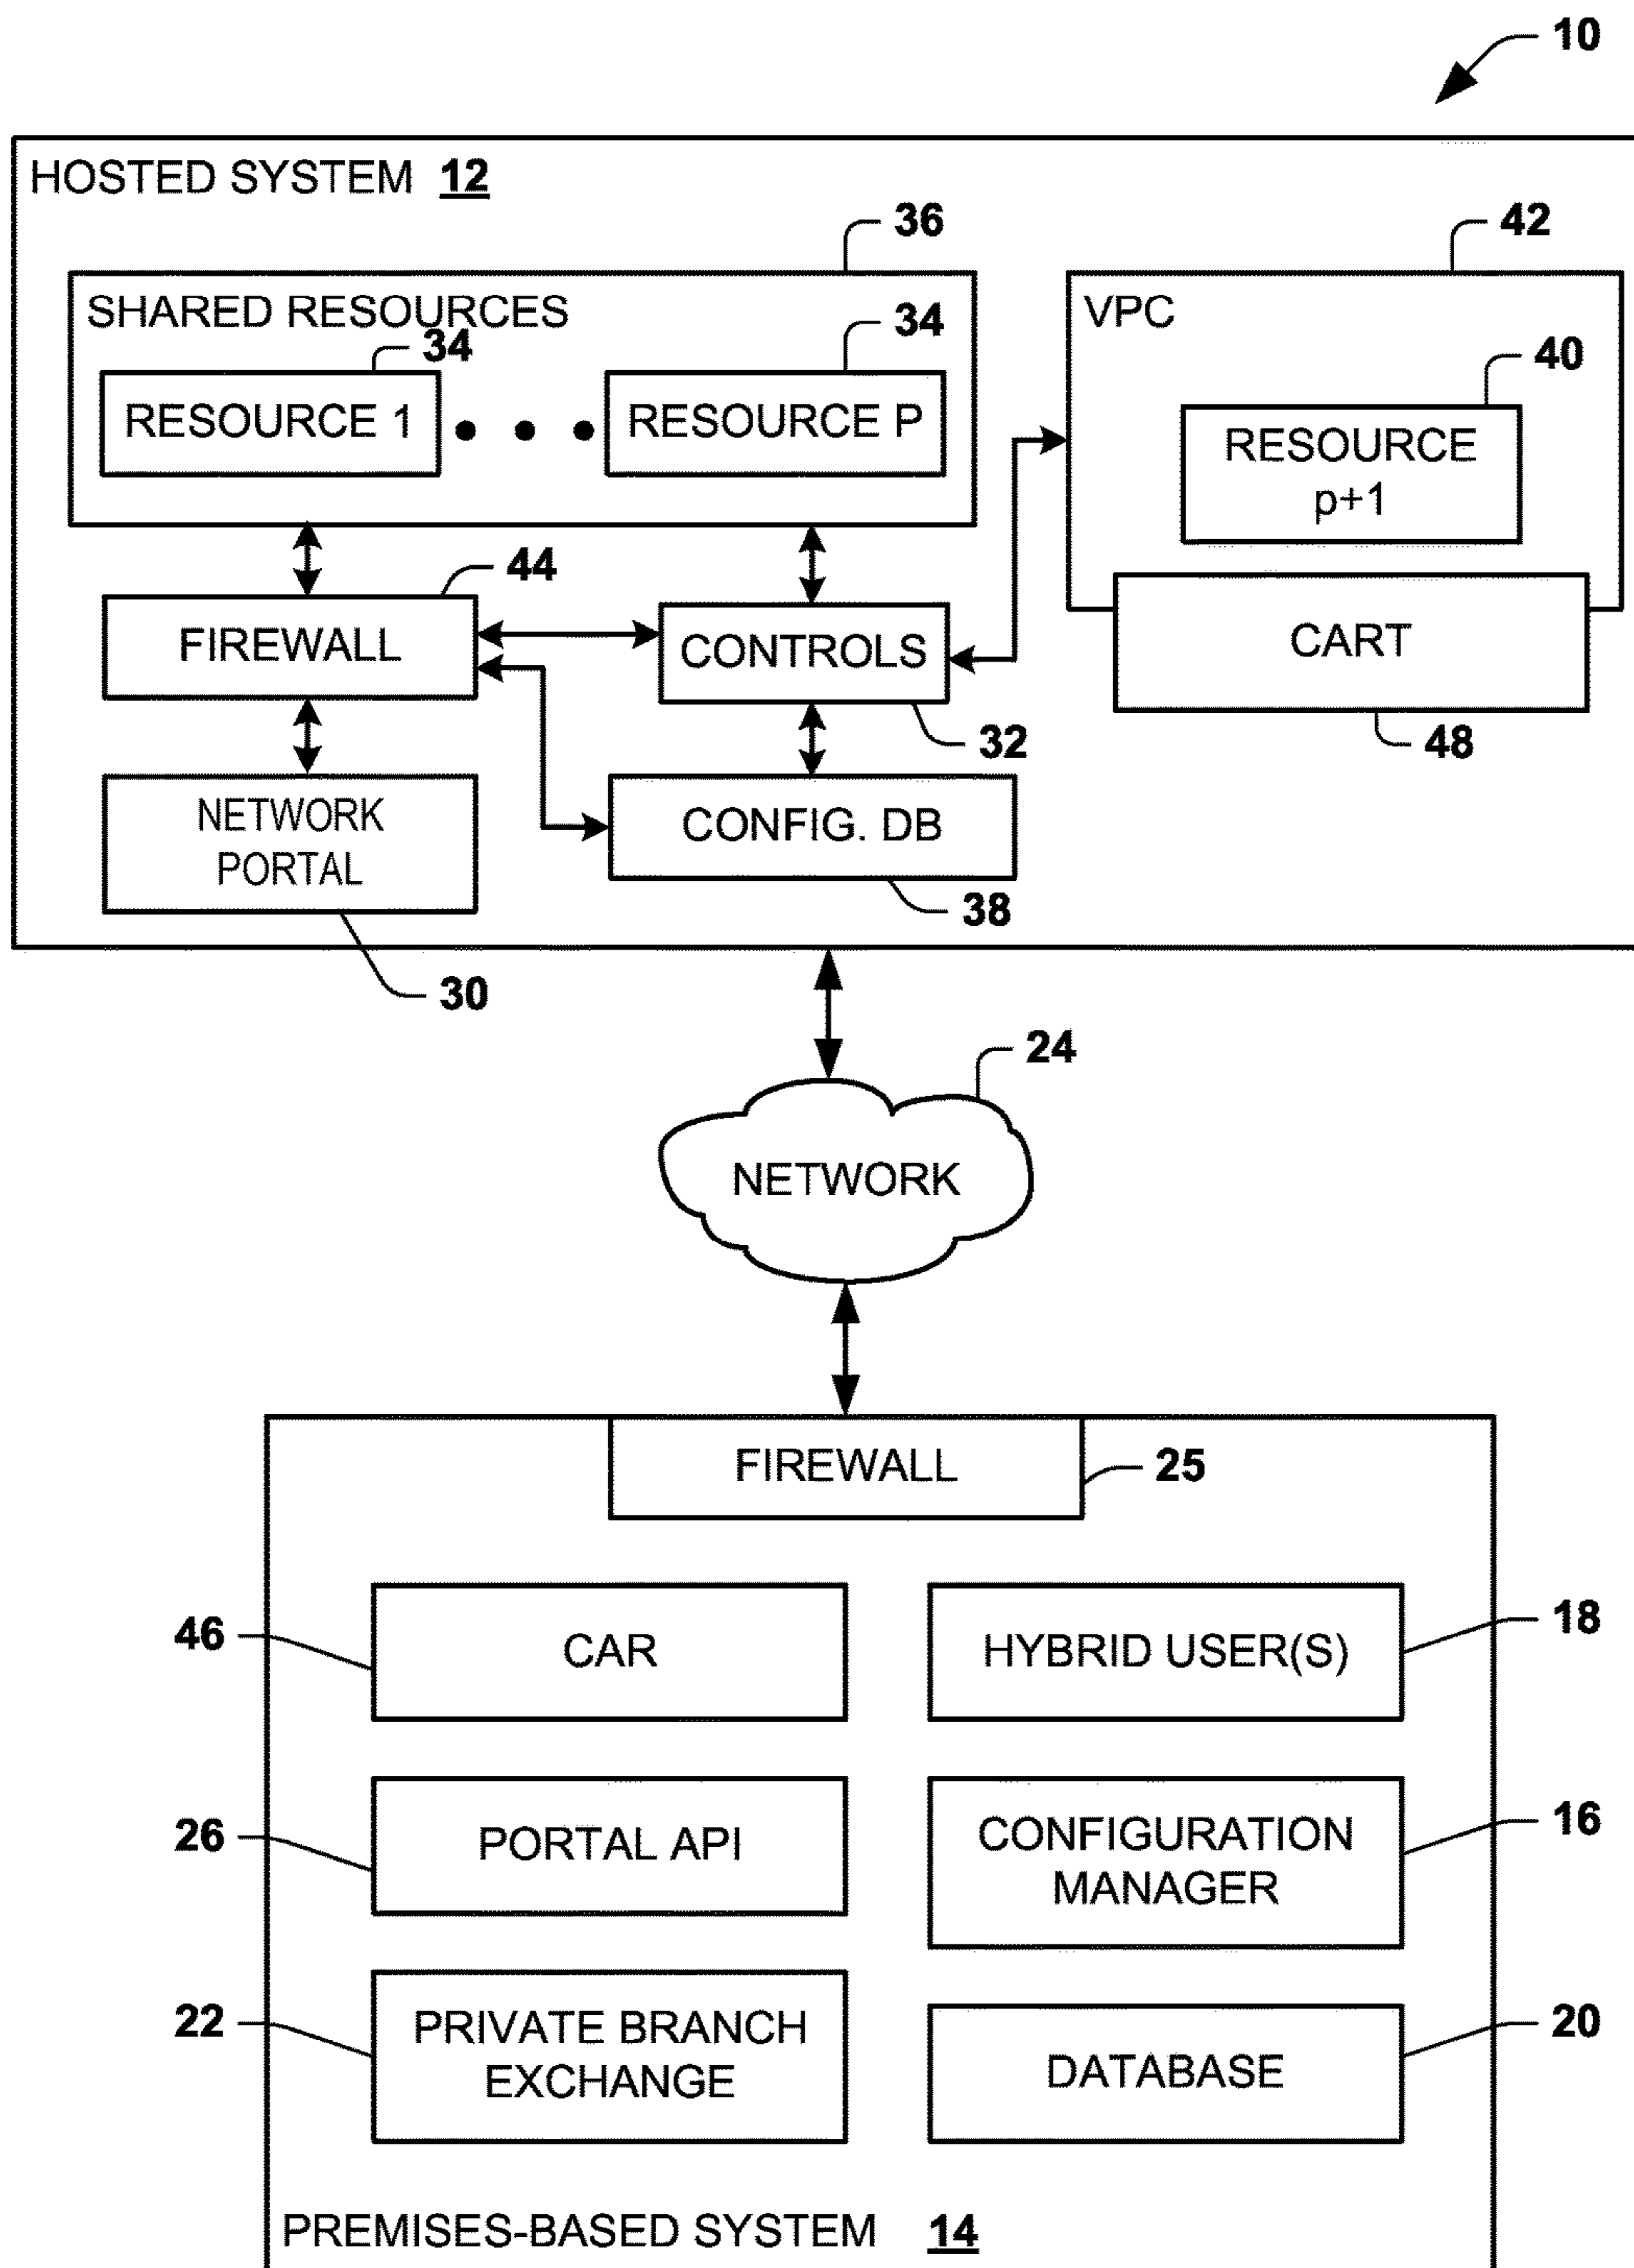 10
HOSTED SYSTEM 12
36
42
SHARED RESOURCES
34
34
VPC
40
RESOURCE 1
RESOURCE P
RESOURCE
p+1
44
FIREWALL
CONTROLS
CART
32
48
NETWORK
PORTAL
CONFIG. DB
38
30
24
NETWORK
FIREWALL
25
46
CAR
HYBRID USER(S)
18
26
PORTAL API
CONFIGURATION
MANAGER
16
22
PRIVATE BRANCH
EXCHANGE
DATABASE
20
PREMISES-BASED SYSTEM 14